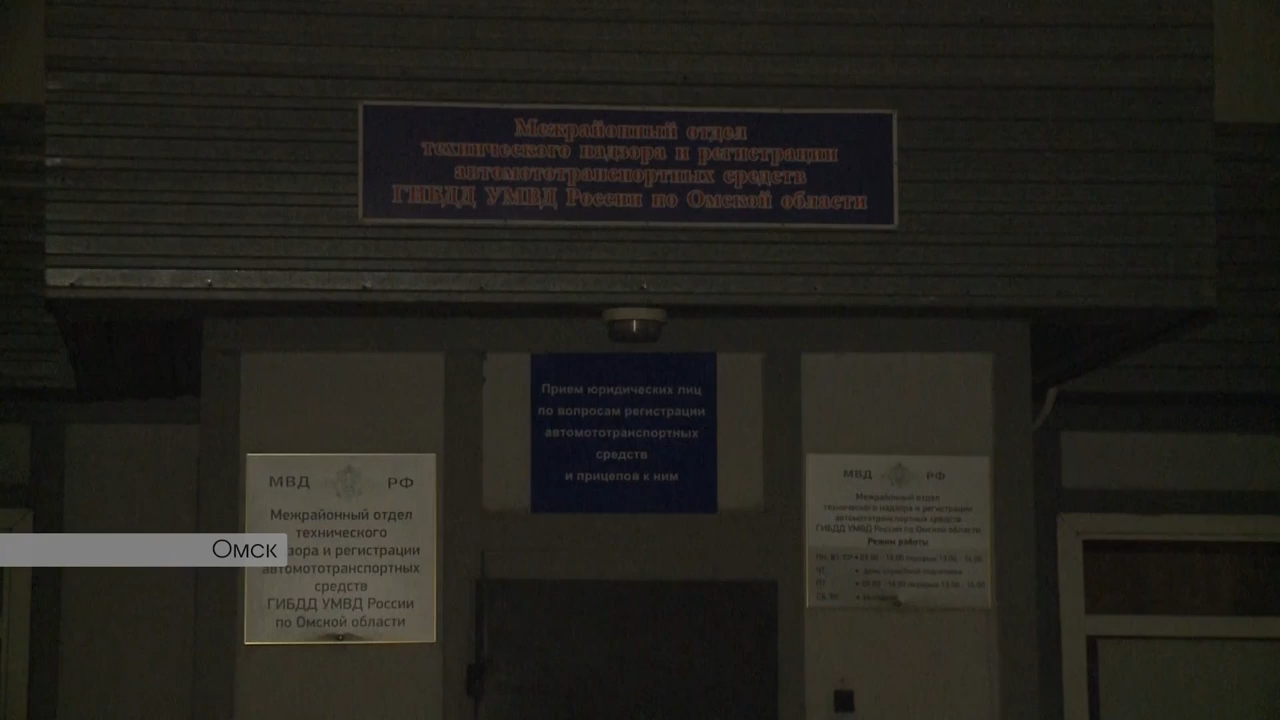 Межрайонный отдел
технического надзора и регистрации
автомототранспортных средств
ГИБДД УМВД России по Омской области
Прием юридических лиц
по вопросам регистрации
автомототранспортных
средств
и прицепов к ним
МВД РФ
Межрайонный отдел
технического
зора и регистрации
автомототранспортных
средств
ГИБДД УМВД России
по Омской области
Омск
МВД РФ
Межрайонный отдел
технического надзора и регистрации
автомототранспортных средств
ГИБДД УМВД России по Омской области
Режим работы